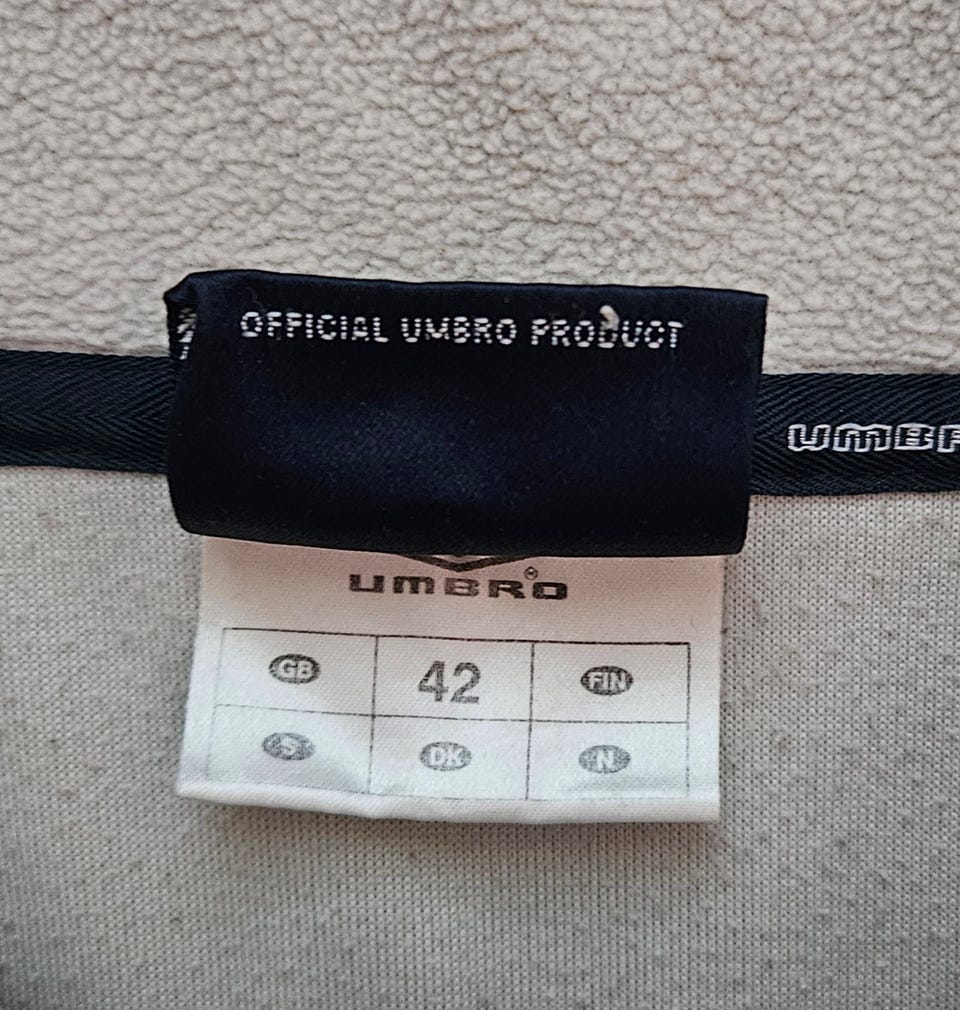 OFFICIAL UMBRO PRODUCT
UMBR
UMBRO®
GB 42 FIN
S DK N